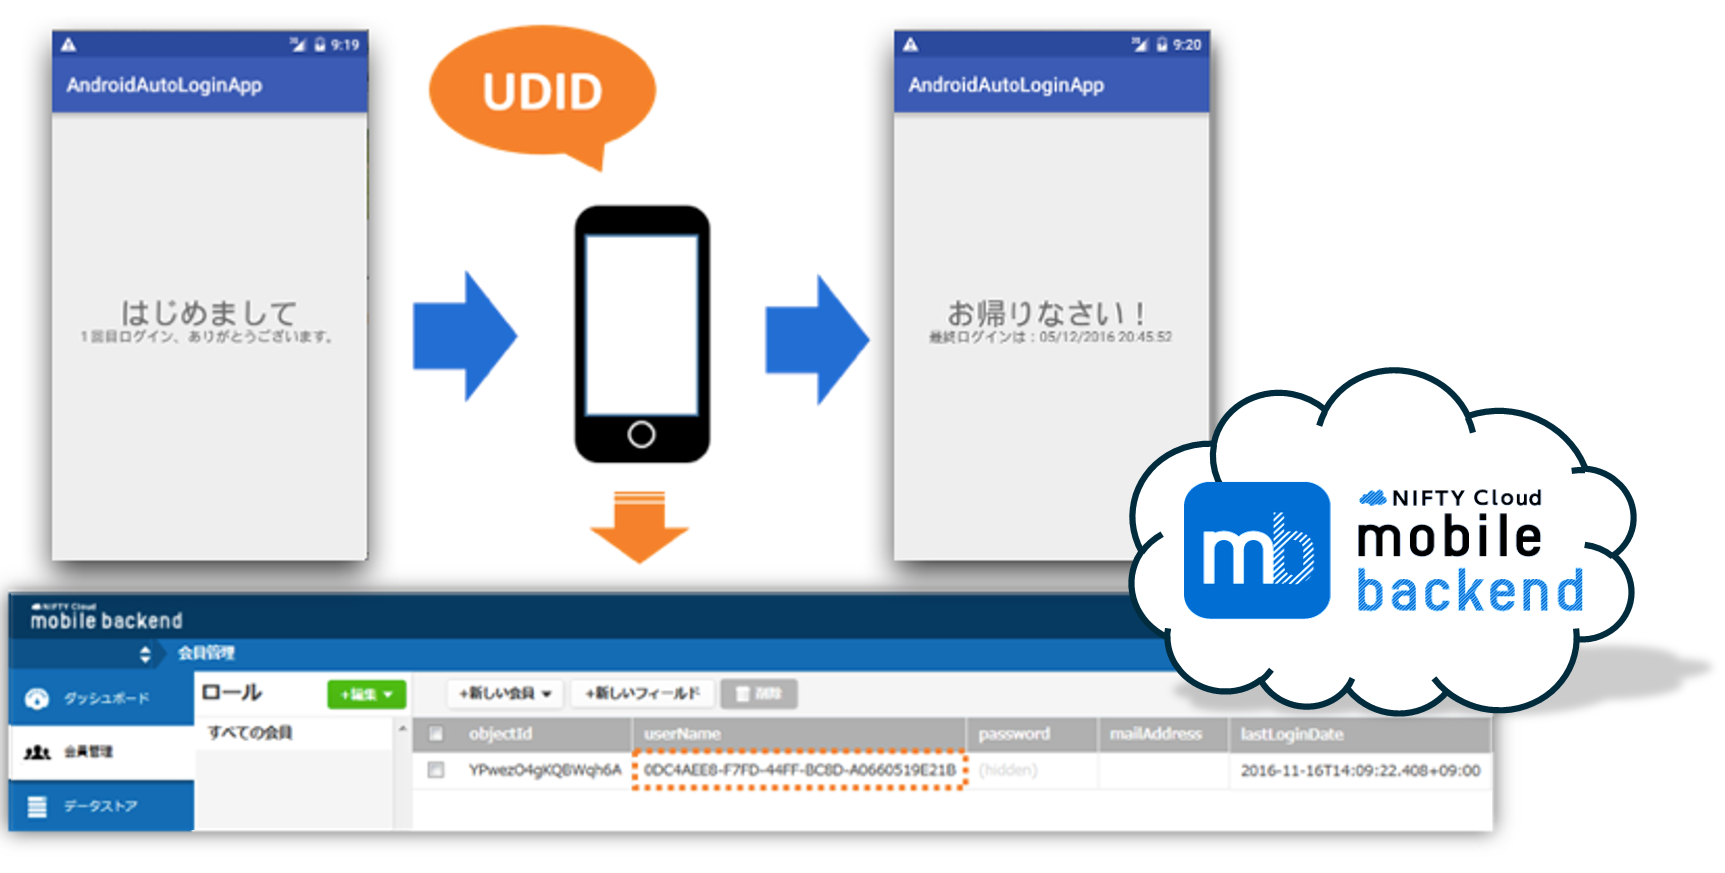 9:19
AndroidAutoLoginApp
はじめまして
1回目ログイン、ありがとうございます。
UDID
9:20
AndroidAutoLoginApp
お帰りなさい！
最終ログインは：05/12/2016 20:45:52
NIFTY Cloud
mobile
backend
mb
NIFTY Cloud
mobile backend
会員管理
ダッシュボード
会員管理
データストア
ロール
+編集
すべての会員
+新しい会員
+新しいフィールド
削除
objectId userName password mailAddress lastLoginDate
YPwezO4gKQBWqh6A 0DC4AEE8-F7FD-44FF-BC8D-A0660519E21B (hidden) 2016-11-16T14:09:22.408+09:00